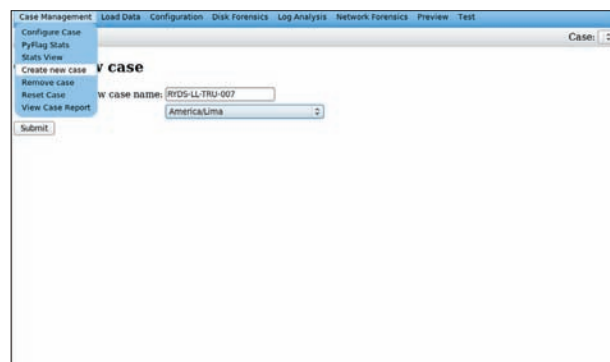 Case Management Load Data Configuration Disk Forensics Log Analysis Network Forensics Preview Test
Case:
Configure Case
PyFlag Stats
Stats View
Create new case
Remove case
Reset Case
View Case Report
case
case name: RYDS-LL-TRU-007
America/Lima
Submit